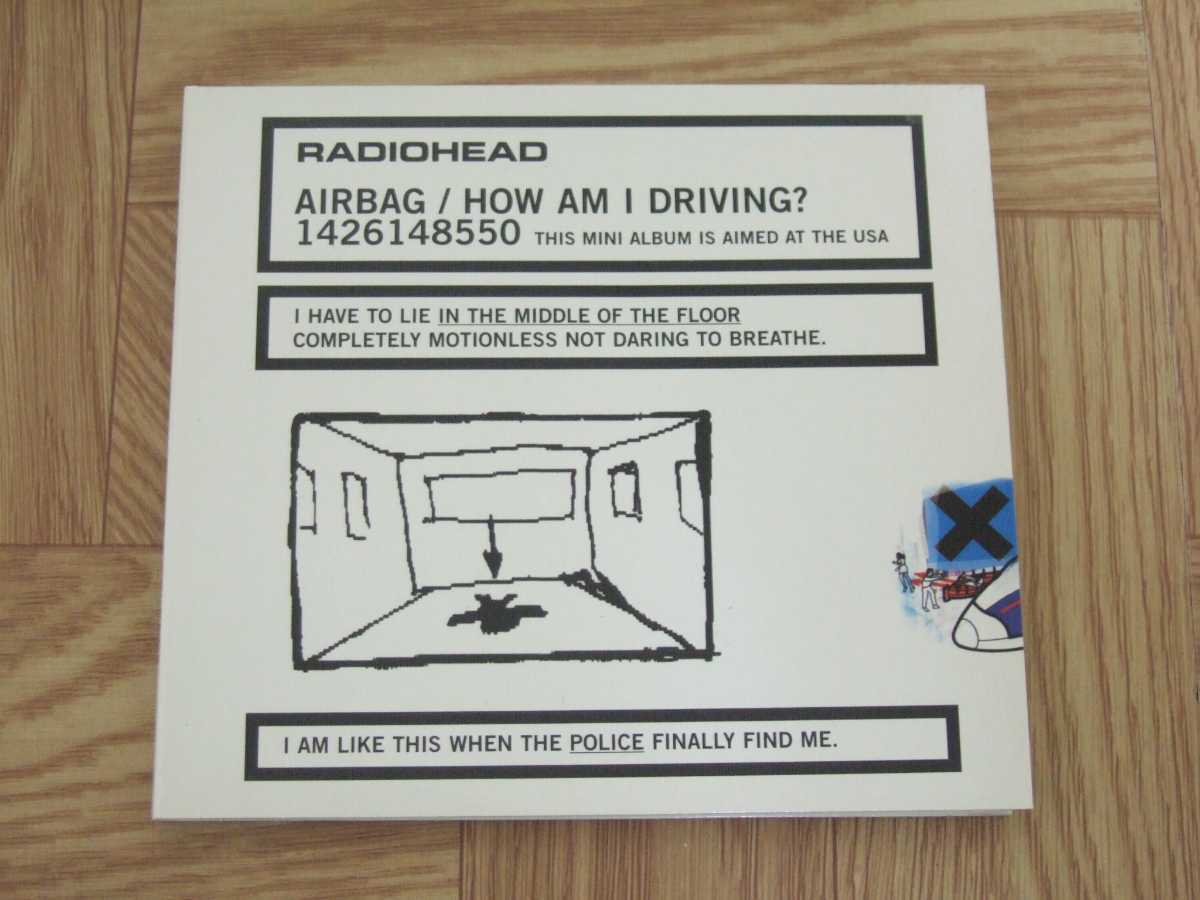 RADIOHEAD
AIRBAG / HOW AM I DRIVING?
1426148550 THIS MINI ALBUM IS AIMED AT THE USA
I HAVE TO LIE IN THE MIDDLE OF THE FLOOR
COMPLETELY MOTIONLESS NOT DARING TO BREATHE.
I AM LIKE THIS WHEN THE POLICE FINALLY FIND ME.